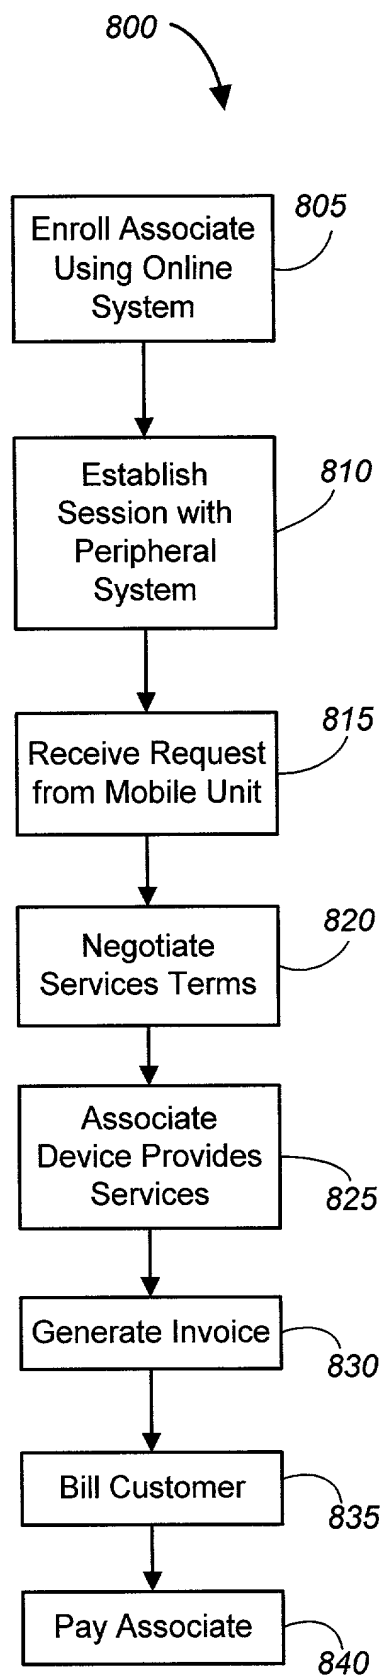 800
805
Enroll Associate
Using Online
System
810
Establish
Session with
Peripheral
System
815
Receive Request
from Mobile Unit
820
Negotiate
Services Terms
Associate
Device Provides
Services
825
Generate Invoice
830
Bill Customer
835
Pay Associate
840